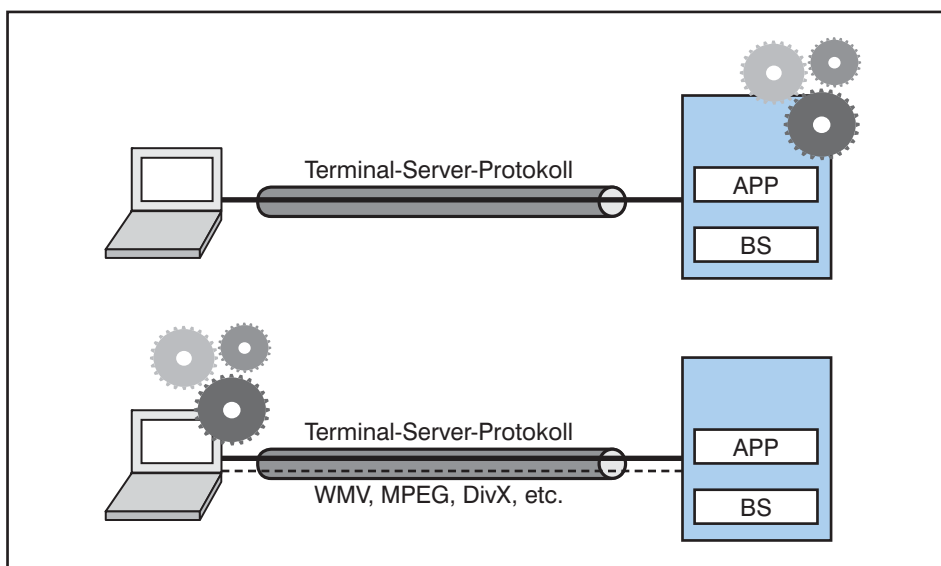 Terminal-Server-Protokoll
APP
BS
Terminal-Server-Protokoll
WMV, MPEG, DivX, etc.
APP
BS